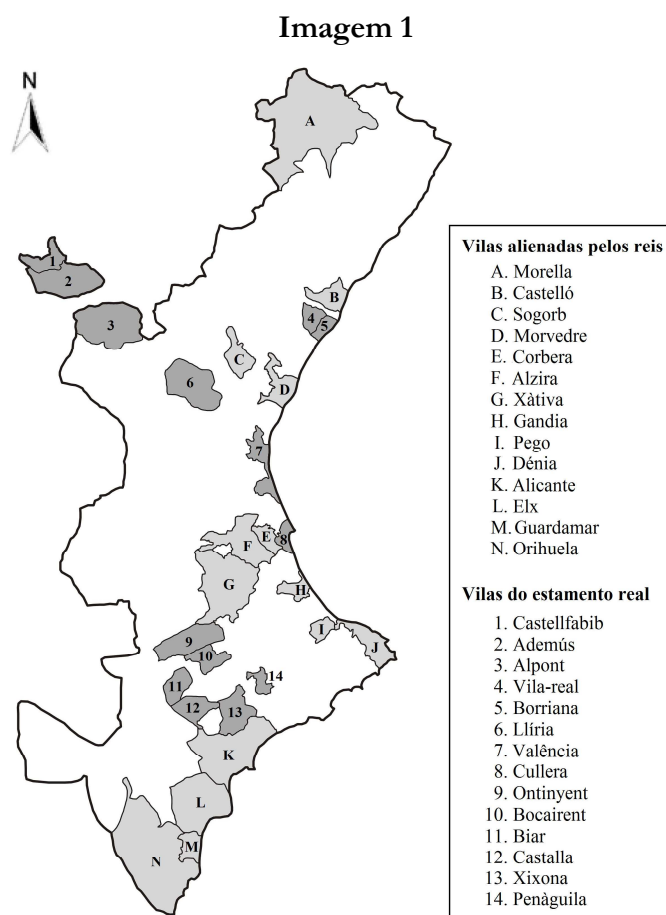 Imagem 1
N
A
1
2
3
B
4
5
C
6
D
7
E
8
F
G
H
I
J
9
10
14
11
12
13
K
L
M
N
Vilas alienadas pelos reis
A. Morella
B. Castelló
C. Sogorb
D. Morvedre
E. Corbera
F. Alzira
G. Xàtiva
H. Gandia
I. Pego
J. Dénia
K. Alicante
L. Elx
M. Guardamar
N. Orihuela
Vilas do estamento real
1. Castellfabib
2. Ademús
3. Alpont
4. Vila-real
5. Borriana
6. Llíria
7. Valência
8. Cullera
9. Ontinyent
10. Bocairent
11. Biar
12. Castalla
13. Xixona
14. Penàguila